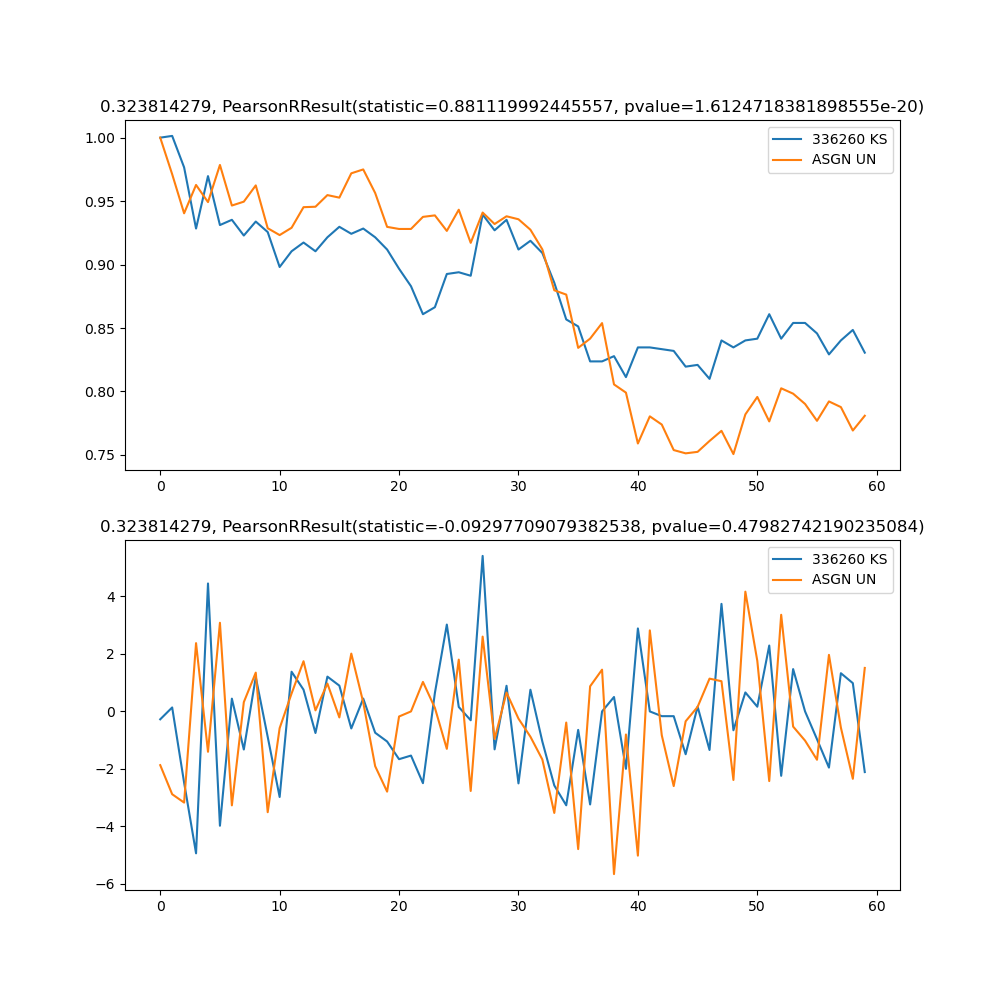 0.323814279, PearsonRResult(statistic=0.881119992445557, pvalue=1.6124718381898555e-20)
1.00
0.95
0.90
0.85
0.80
0.75
336260 KS
ASGN UN
0 10 20 30 40 50 60
0.323814279, PearsonRResult(statistic=-0.09297709079382538, pvalue=0.47982742190235084)
4
2
0
−2
−4
−6
336260 KS
ASGN UN
0 10 20 30 40 50 60